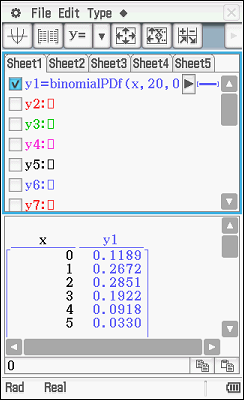 File Edit Type
y=
Sheet1 Sheet2 Sheet3 Sheet4 Sheet5
y1=binomialPDf(x,20,0
y2:
y3:
y4:
y5:
y6:
y7:
x y1
0 0.1189
1 0.2672
2 0.2851
3 0.1922
4 0.0918
5 0.0330
0
Rad Real